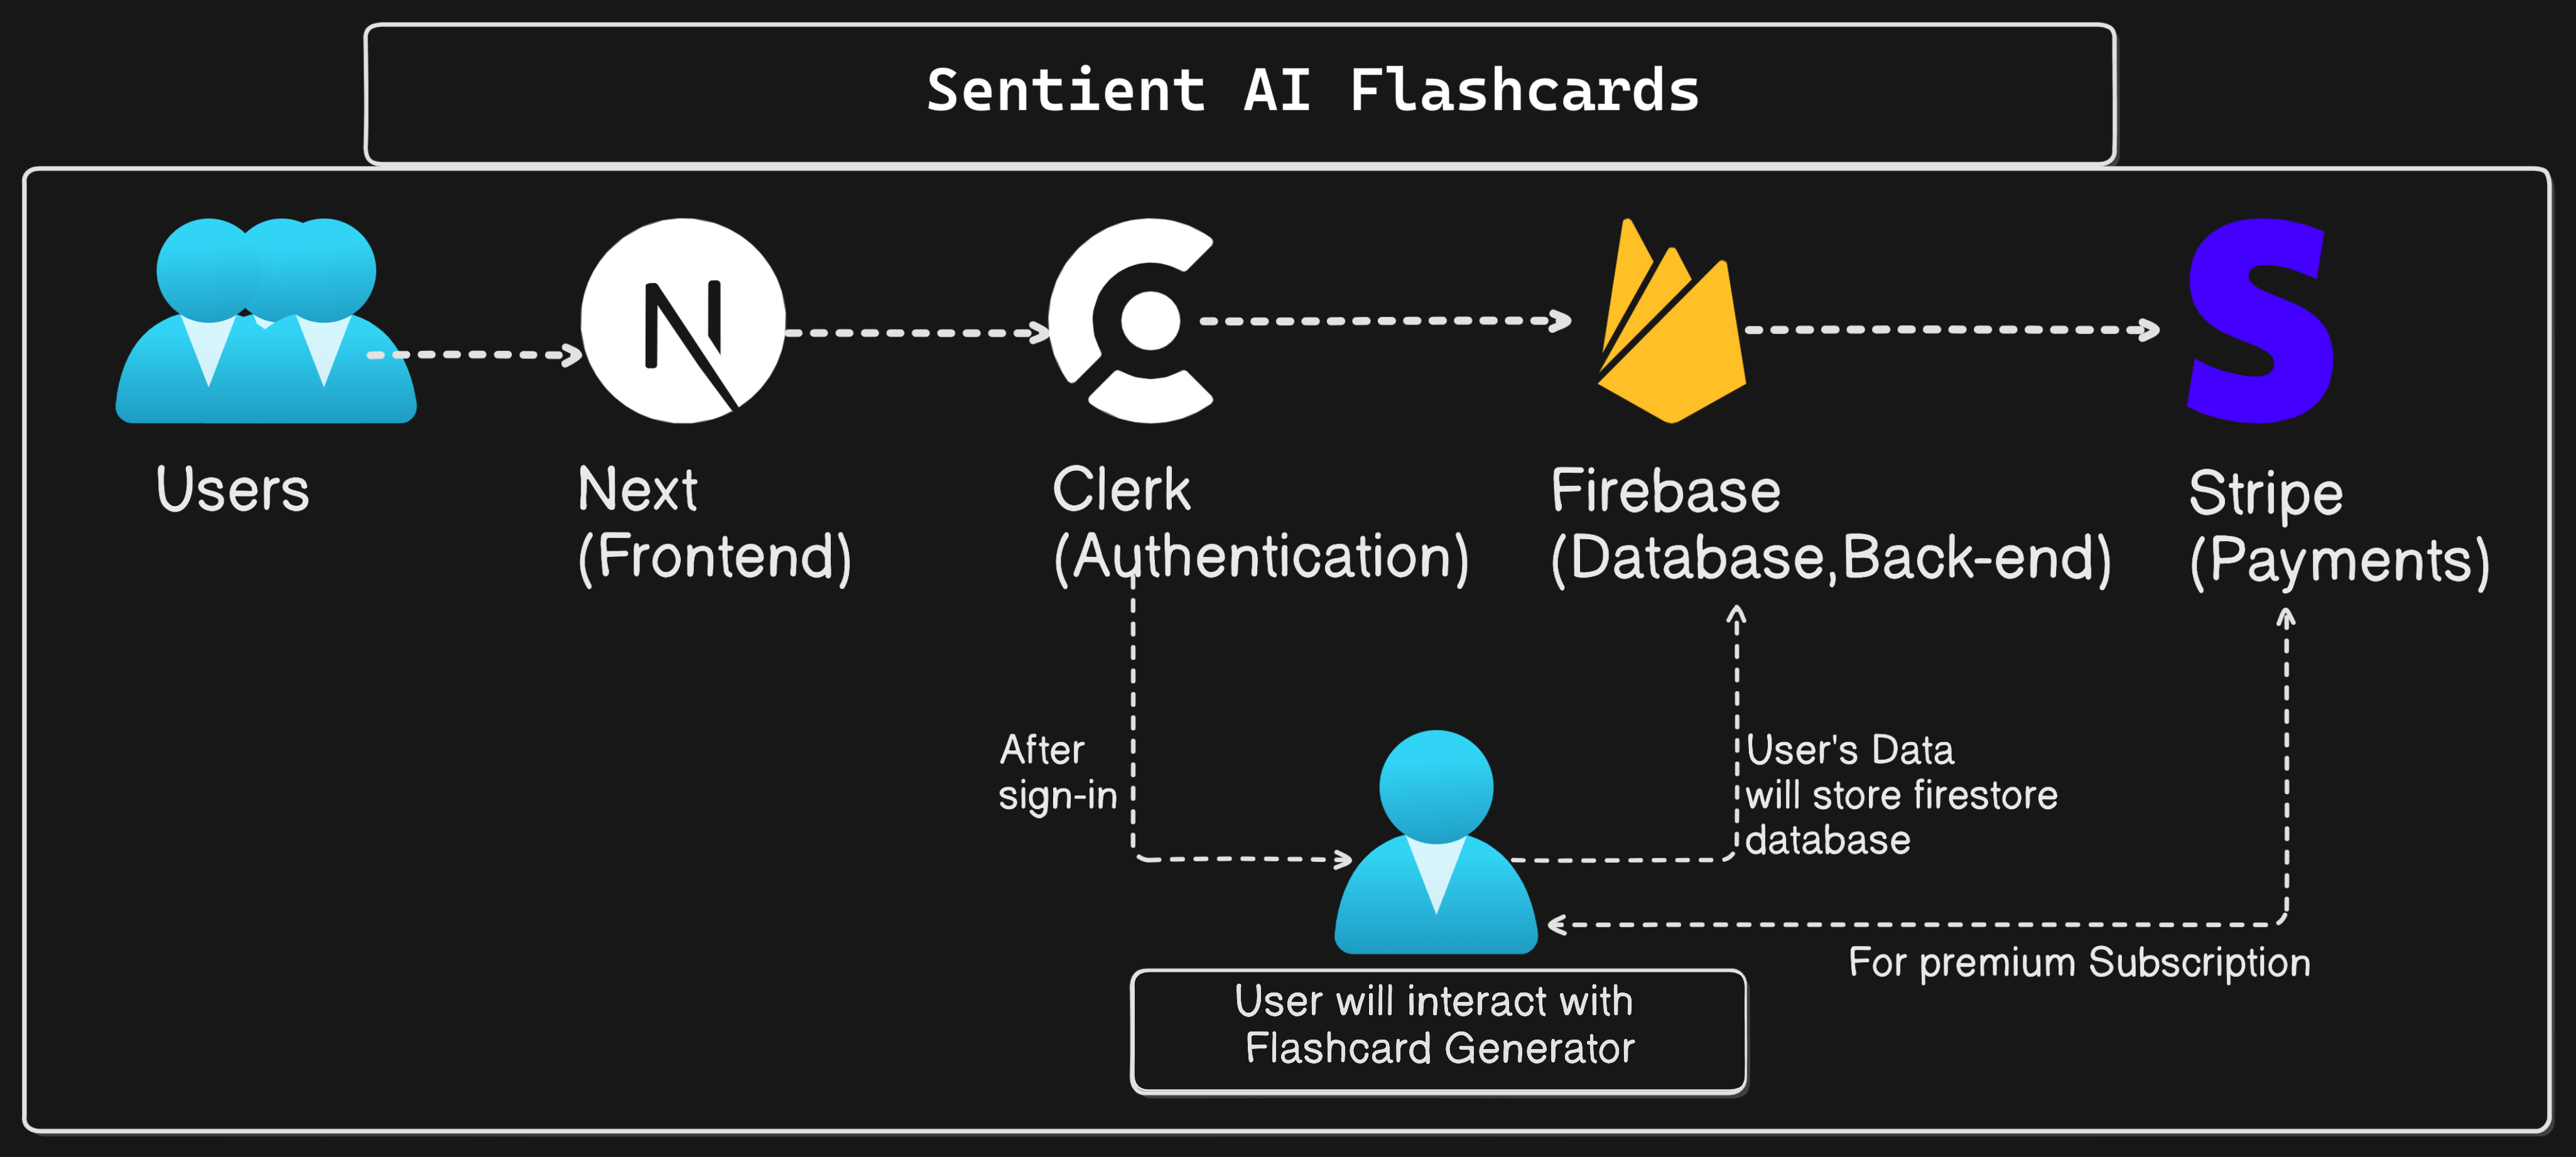 Sentient AI Flashcards
Users
Next
(Frontend)
Clerk
(Authentication)
Firebase
(Database,Back-end)
Stripe
(Payments)
After
sign-in
User's Data
will store firestore
database
For premium Subscription
User will interact with
Flashcard Generator